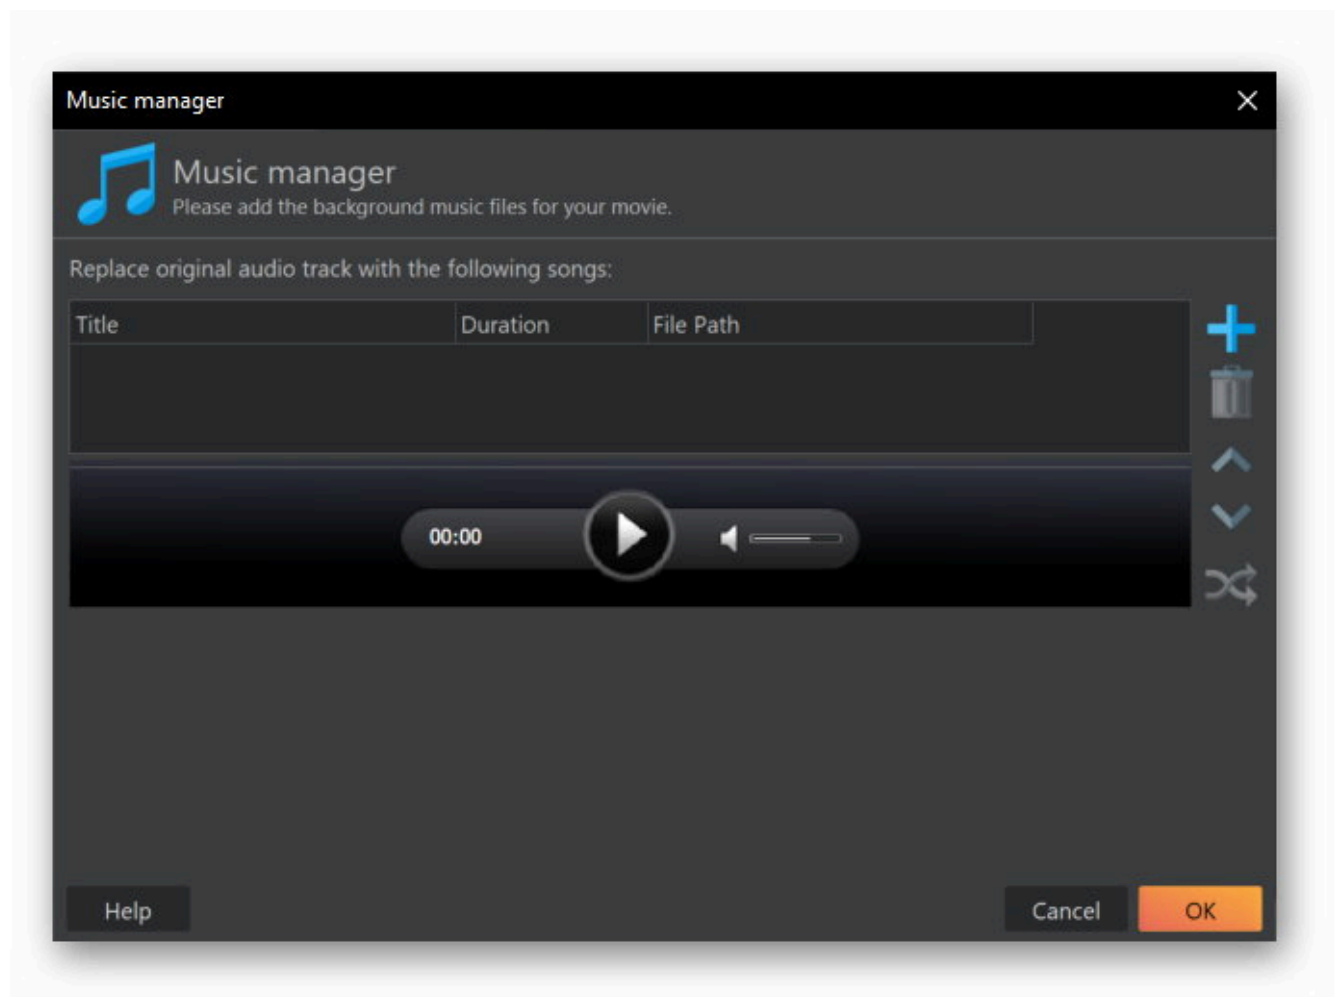 Music manager
Music manager
Please add the background music files for your movie.
Replace original audio track with the following songs:
Title Duration File Path
00:00
Help Cancel OK